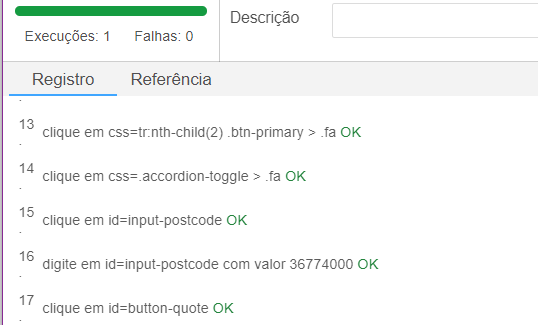 Execuções: 1 Falhas: 0
Descrição
Registro Referência
13. clique em css=tr:nth-child(2) .btn-primary > .fa OK
14. clique em css=.accordion-toggle > .fa OK
15. clique em id=input-postcode OK
16. digite em id=input-postcode com valor 36774000 OK
17. clique em id=button-quote OK